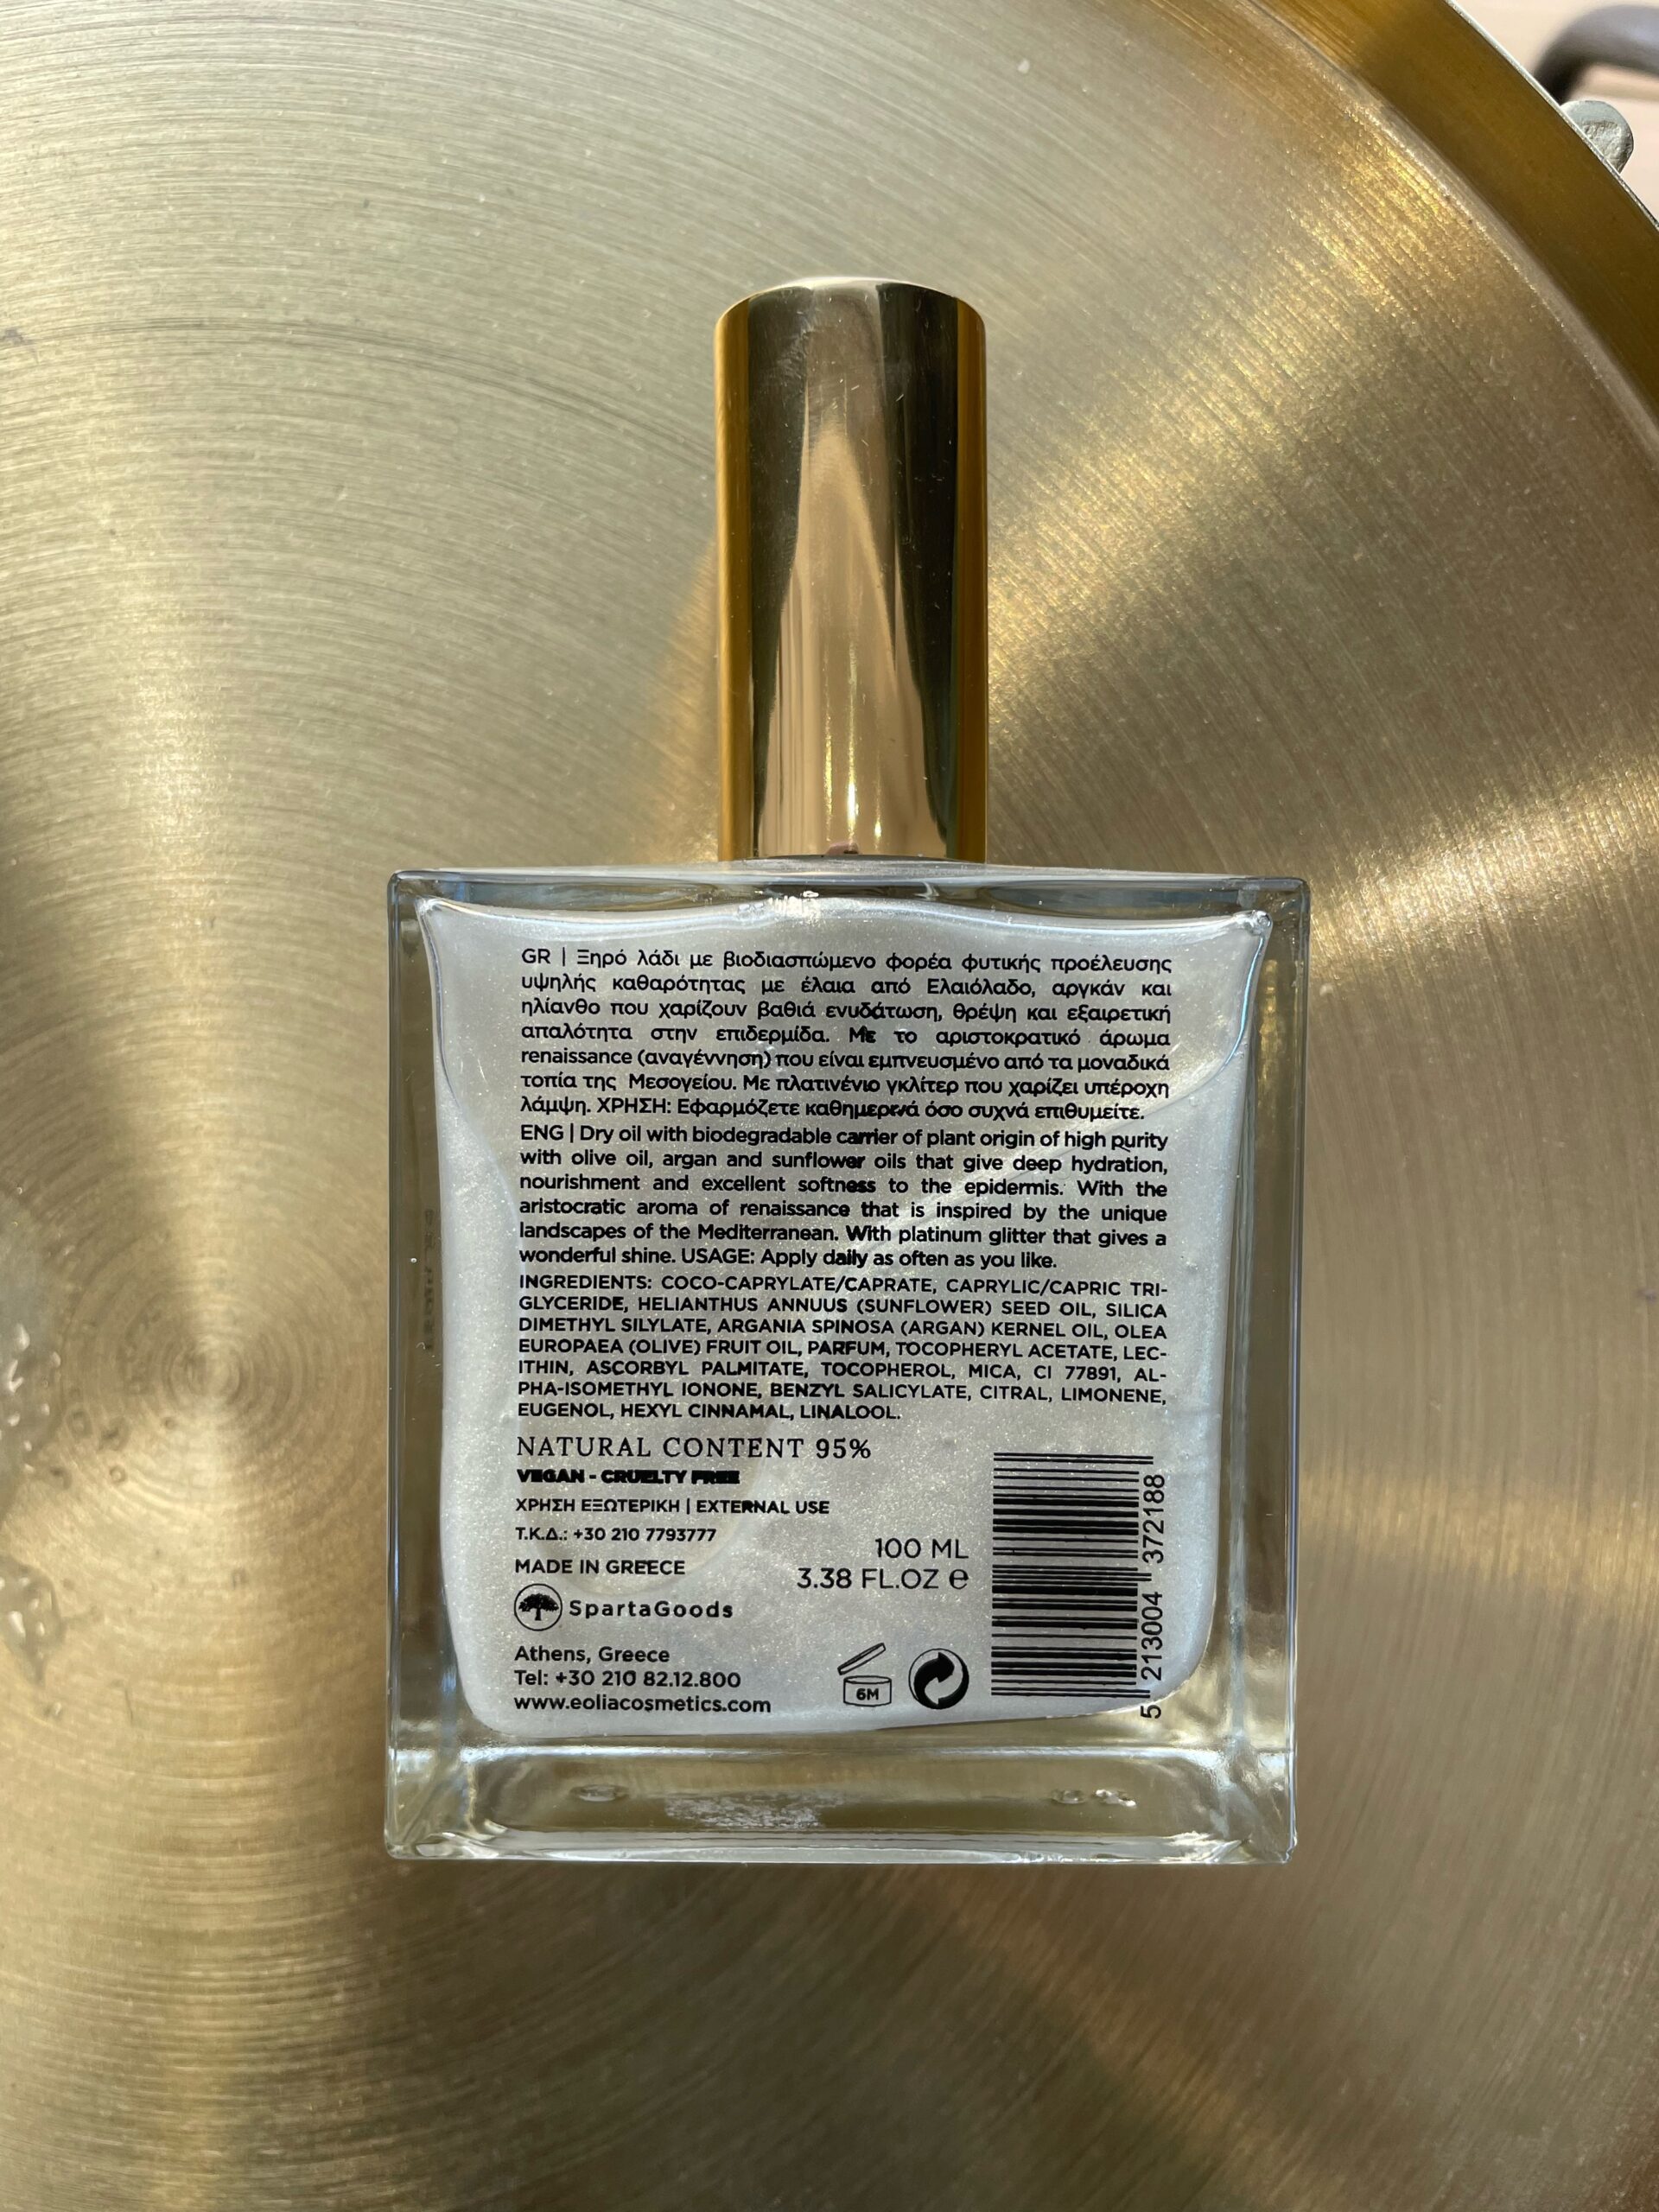 GR | Ξηρό λάδι με βιοδιασπώμενο φορέα φυτικής προέλευσης
υψηλής καθαρότητας με έλαια από Ελαιόλαδο, αργκάν και
ηλίανθο που χαρίζουν βαθιά ενυδάτωση, θρέψη και εξαιρετική
απαλότητα στην επιδερμίδα. Με το αριστοκρατικό άρωμα
renaissance (αναγέννηση) που είναι εμπνευσμένο από τα μοναδικά
τοπία της Μεσογείου. Με πλατινένιο γκλίτερ που χαρίζει υπέροχη
λάμψη. ΧΡΗΣΗ: Εφαρμόζετε καθημερινά όσο συχνά επιθυμείτε.
ENG | Dry oil with biodegradable carrier of plant origin of high purity
with olive oil, argan and sunflower oils that give deep hydration,
nourishment and excellent softness to the epidermis. With the
aristocratic aroma of renaissance that is inspired by the unique
landscapes of the Mediterranean. With platinum glitter that gives a
wonderful shine. USAGE: Apply daily as often as you like.
INGREDIENTS: COCO-CAPRYLATE/CAPRATE, CAPRYLIC/CAPRIC TRI-
GLYCERIDE, HELIANTHUS ANNUUS (SUNFLOWER) SEED OIL, SILICA
DIMETHYL SILYLATE, ARGANIA SPINOSA (ARGAN) KERNEL OIL, OLEA
EUROPAEA (OLIVE) FRUIT OIL, PARFUM, TOCOPHERYL ACETATE, LEC-
ITHIN, ASCORBYL PALMITATE, TOCOPHEROL, MICA, CI 77891, AL-
PHA-ISOMETHYL IONONE, BENZYL SALICYLATE, CITRAL, LIMONENE,
EUGENOL, HEXYL CINNAMAL, LINALOOL.
NATURAL CONTENT 95%
VEGAN - CRUELTY FREE
ΧΡΗΣΗ ΕΞΩΤΕΡΙΚΗ | EXTERNAL USE
Τ.Κ.Δ.: +30 210 7793777
MADE IN GREECE
100 ML
3.38 FL.OZ ℮
SpartaGoods
Athens, Greece
Tel: +30 210 82.12.800
www.eoliacosmetics.com
6M
5 213004 372188